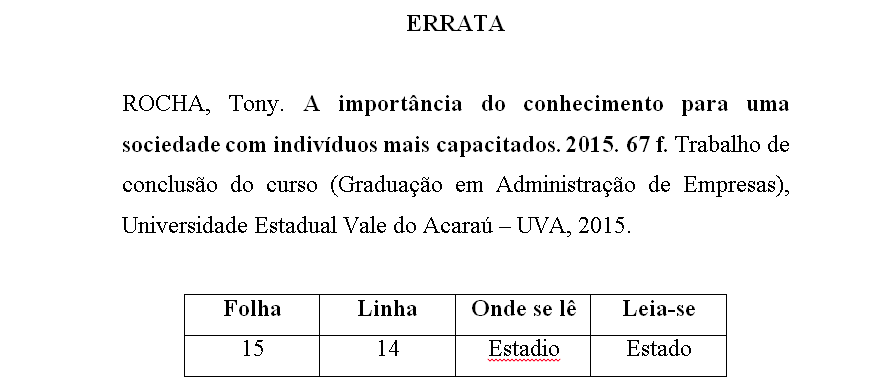 ERRATA
ROCHA, Tony. A importância do conhecimento para uma
sociedade com indivíduos mais capacitados. 2015. 67 f. Trabalho de
conclusão do curso (Graduação em Administração de Empresas),
Universidade Estadual Vale do Acaraú – UVA, 2015.
Folha Linha Onde se lê Leia-se
15 14 Estadio Estado